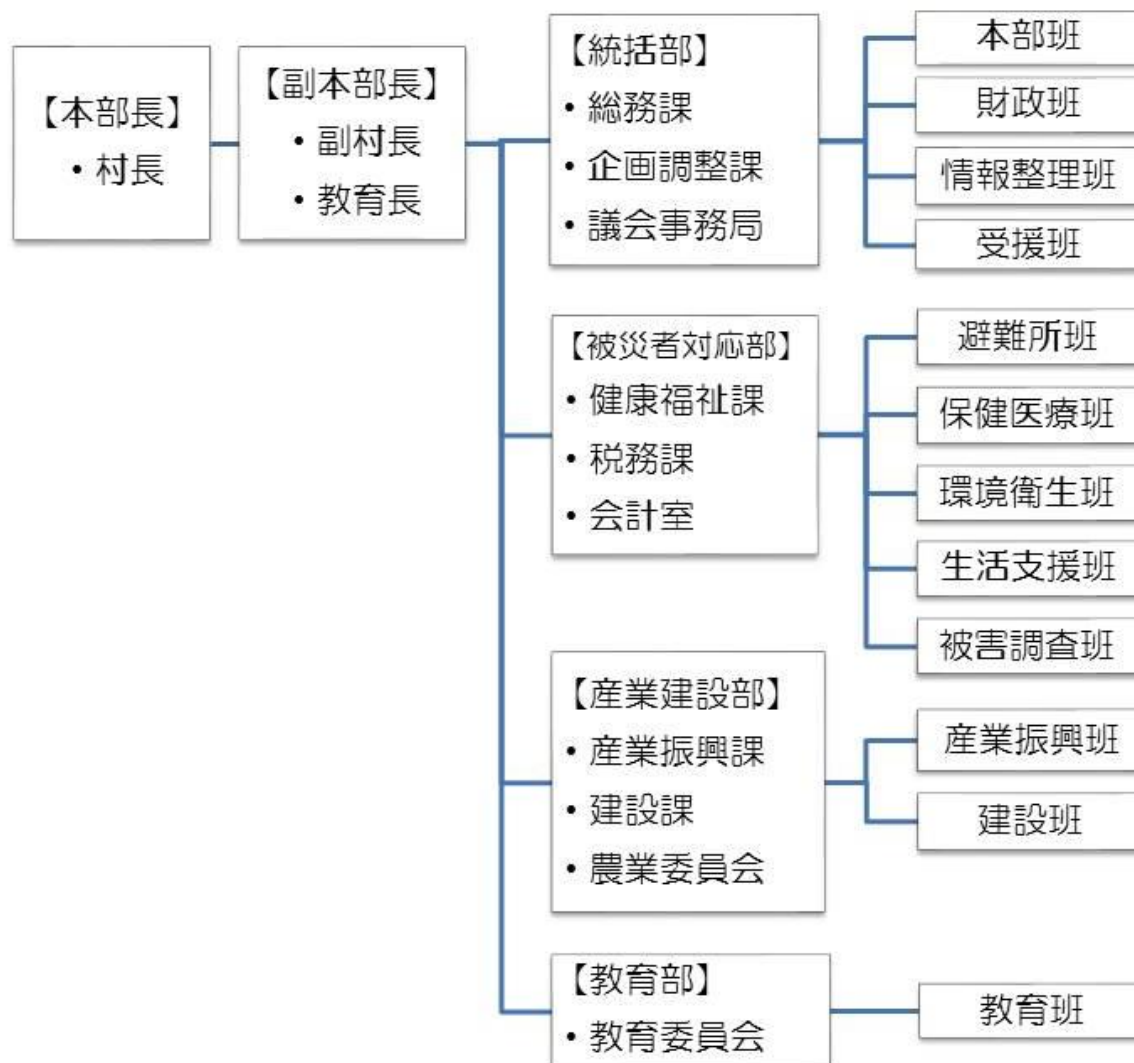 【本部長】
・村長
【副本部長】
・副村長
・教育長
【統括部】
・総務課
・企画調整課
・議会事務局
本部班
財政班
情報整理班
受援班
【被災者対応部】
・健康福祉課
・税務課
・会計室
避難所班
保健医療班
環境衛生班
生活支援班
被害調査班
【産業建設部】
・産業振興課
・建設課
・農業委員会
産業振興班
建設班
【教育部】
・教育委員会
教育班